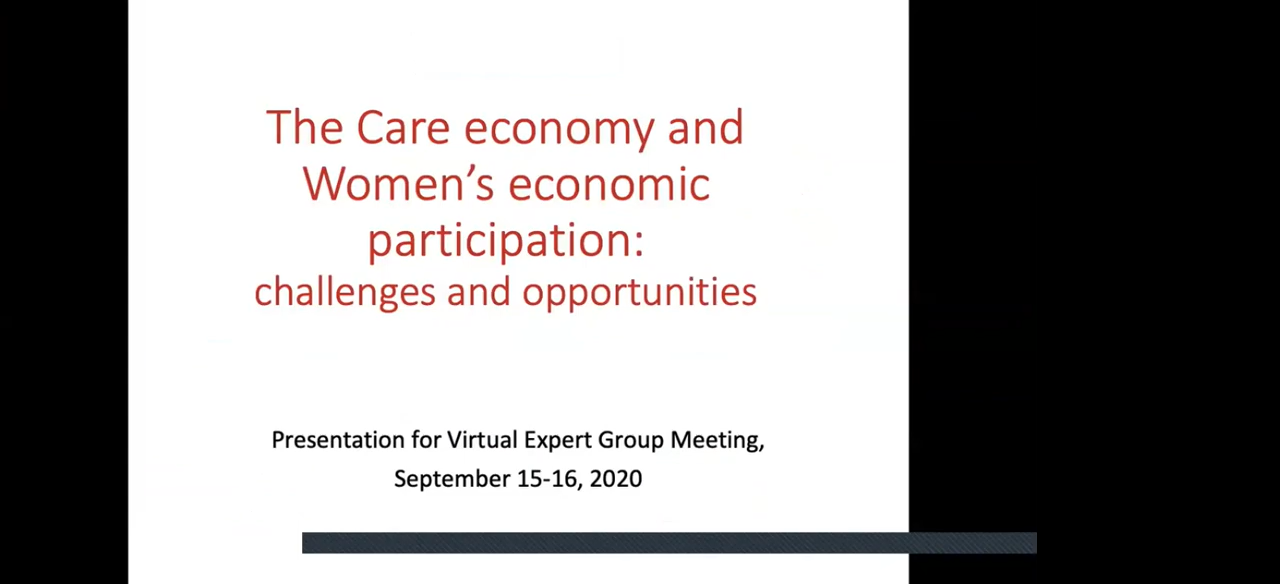 The Care economy and
Women’s economic
participation:
challenges and opportunities
Presentation for Virtual Expert Group Meeting,
September 15-16, 2020